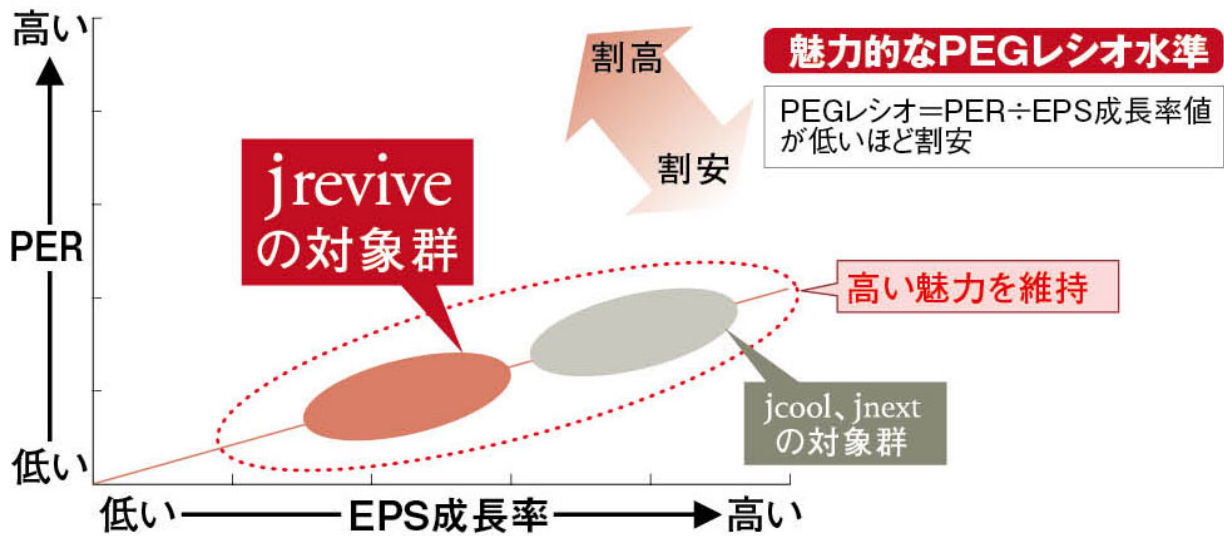 高い
PER
低い
低い
EPS成長率
高い
jrevive
の対象群
割高
割安
魅力的なPEGレシオ水準
PEGレシオ＝PER÷EPS成長率値
が低いほど割安
高い魅力を維持
jcool、jnext
の対象群